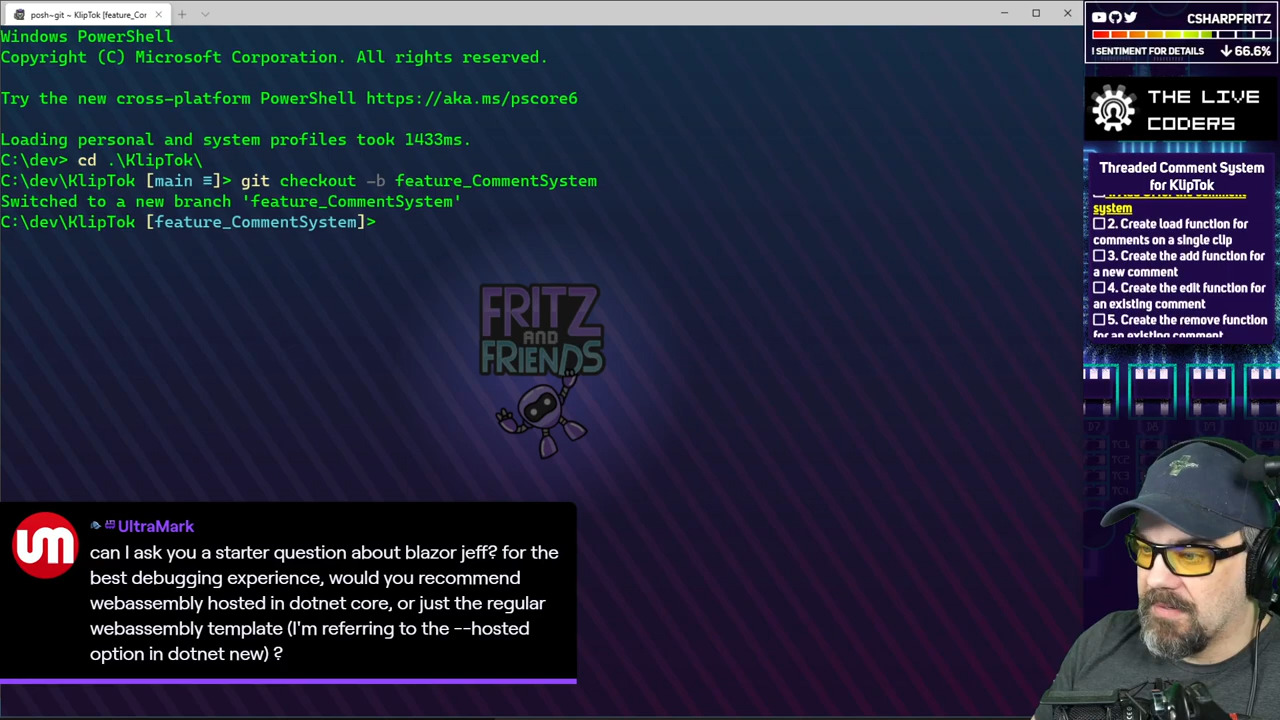 posh~git ~ KlipTok [feature_Cor
Windows PowerShell
Copyright (C) Microsoft Corporation. All rights reserved.
Try the new cross-platform PowerShell https://aka.ms/pscore6
Loading personal and system profiles took 1433ms.
C:\dev> cd .\KlipTok\
C:\dev\KlipTok [main ≡]> git checkout -b feature_CommentSystem
Switched to a new branch 'feature_CommentSystem'
C:\dev\KlipTok [feature_CommentSystem]>
FRITZ
AND
FRIENDS
UltraMark
um
can I ask you a starter question about blazor jeff? for the
best debugging experience, would you recommend
webassembly hosted in dotnet core, or just the regular
webassembly template (I'm referring to the --hosted
option in dotnet new) ?
CSHARPFRITZ
! SENTIMENT FOR DETAILS ↓66.6%
THE LIVE
CODERS
Threaded Comment System
for KlipTok
system
2. Create load function for
comments on a single clip
3. Create the add function for
a new comment
4. Create the edit function for
an existing comment
5. Create the remove function
for an existing comment